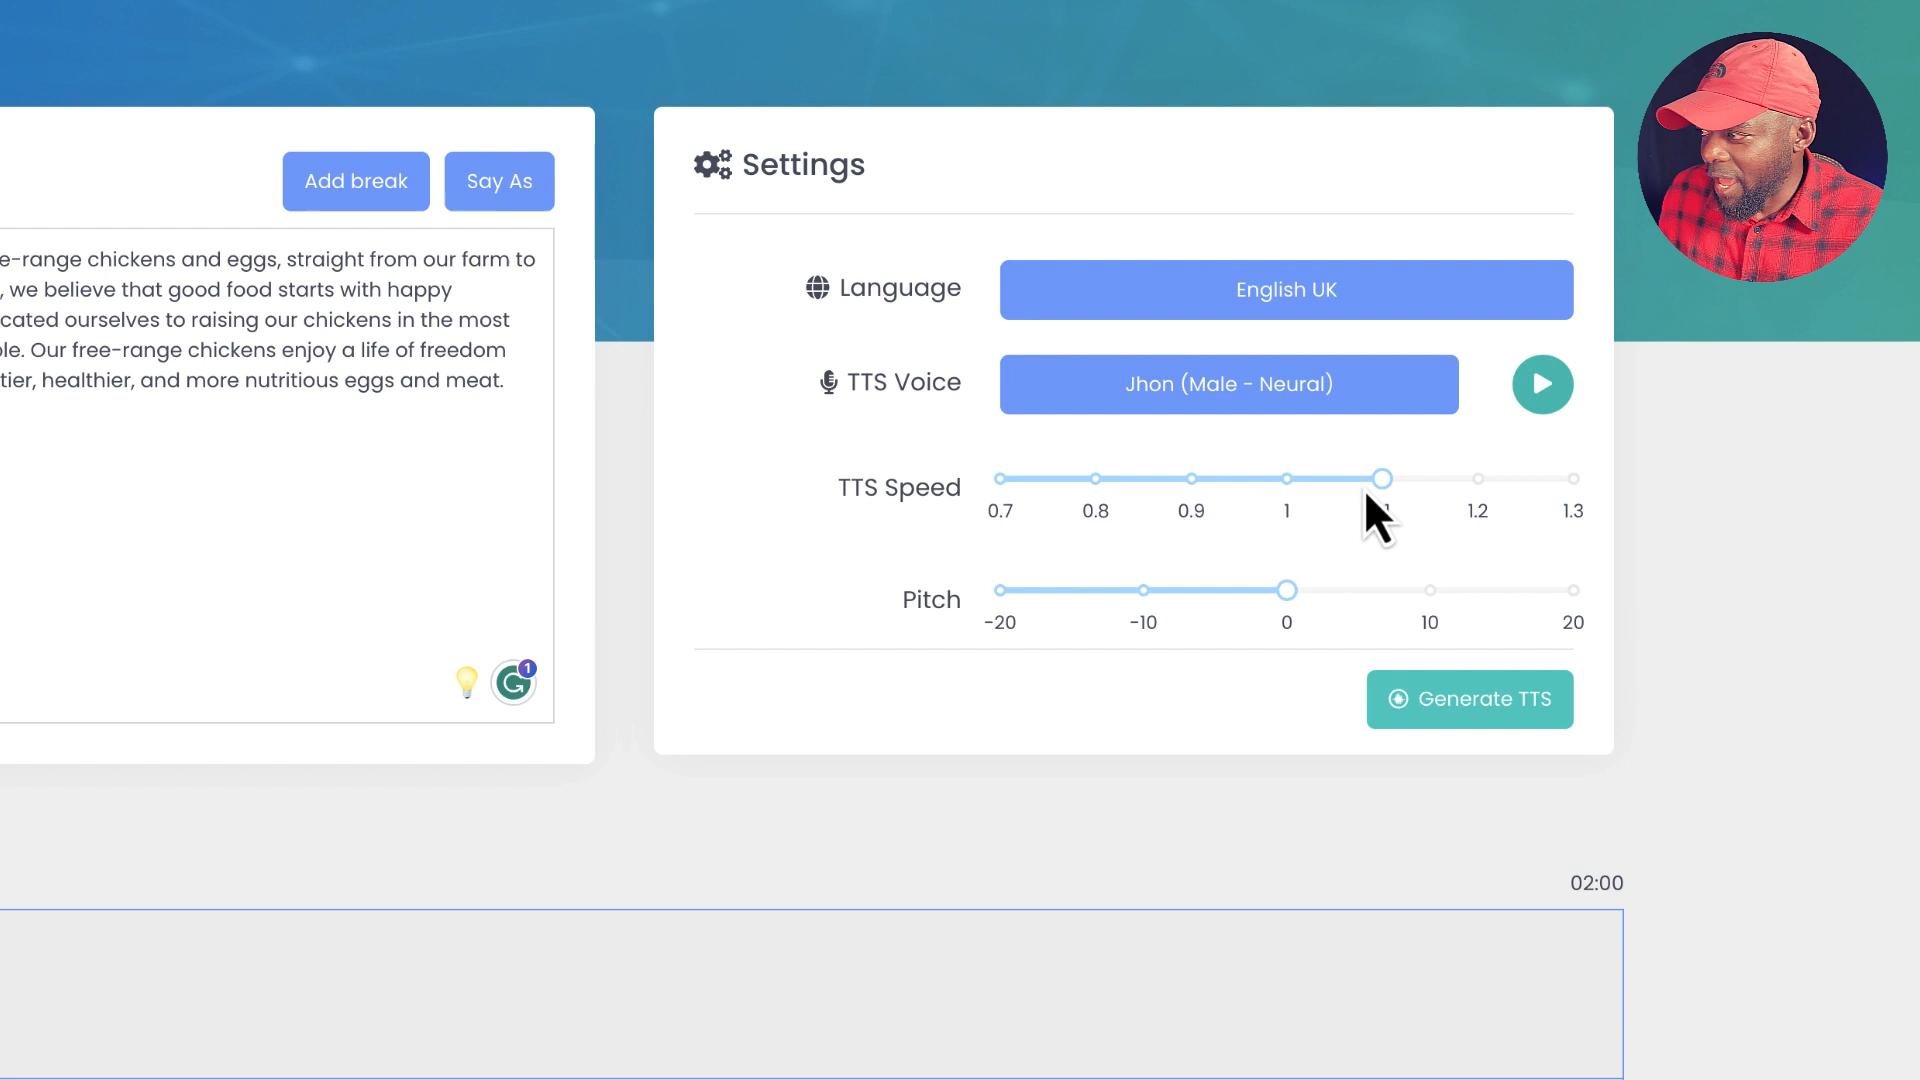 Add break
Say As
e-range chickens and eggs, straight from our farm to
, we believe that good food starts with happy
cated ourselves to raising our chickens in the most
le. Our free-range chickens enjoy a life of freedom
tier, healthier, and more nutritious eggs and meat.
1
Settings
Language
English UK
TTS Voice
Jhon (Male - Neural)
TTS Speed
0.7 0.8 0.9 1 1.2 1.3
Pitch
-20 -10 0 10 20
Generate TTS
02:00